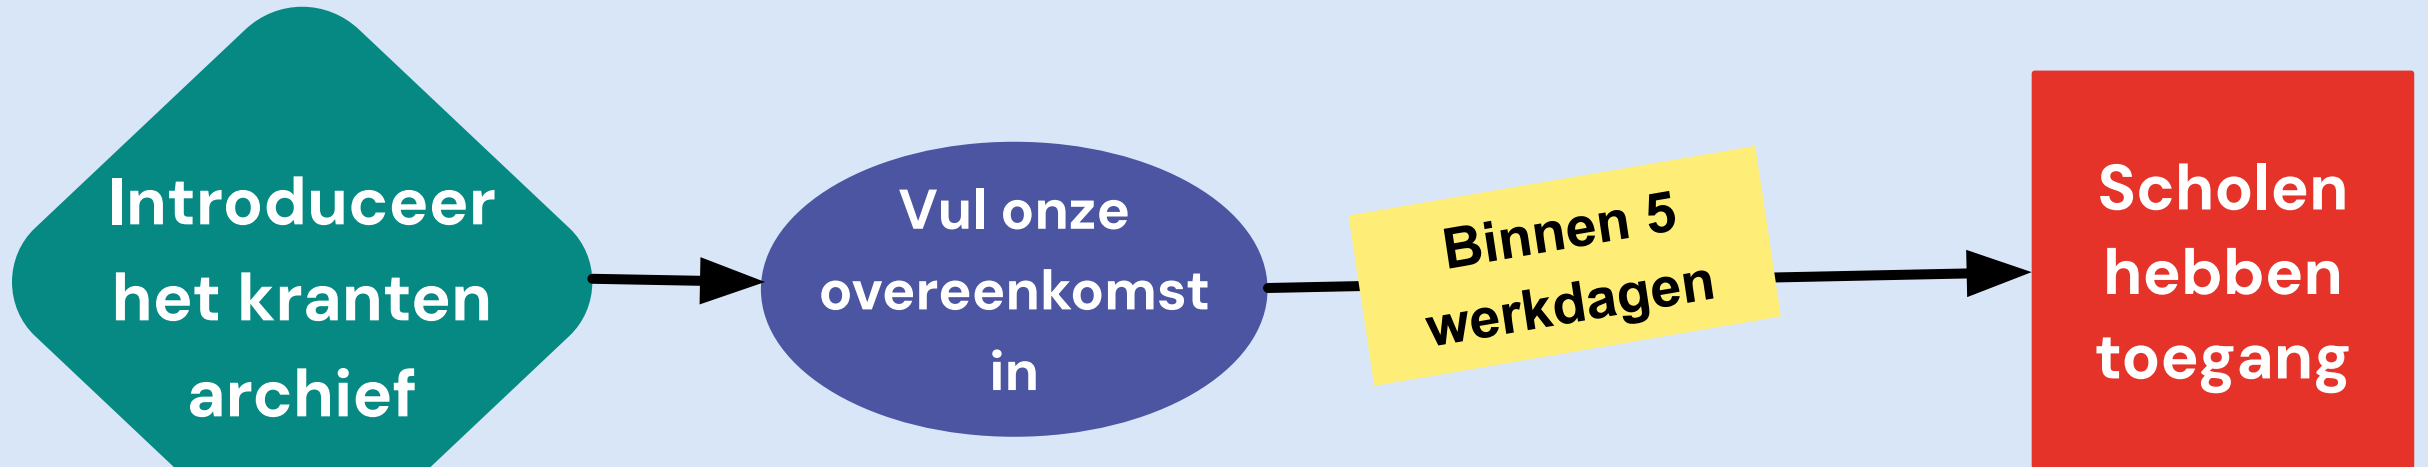 Introduceer
het kranten
archief
Vul onze
overeenkomst
in
Binnen 5
werkdagen
Scholen
hebben
toegang